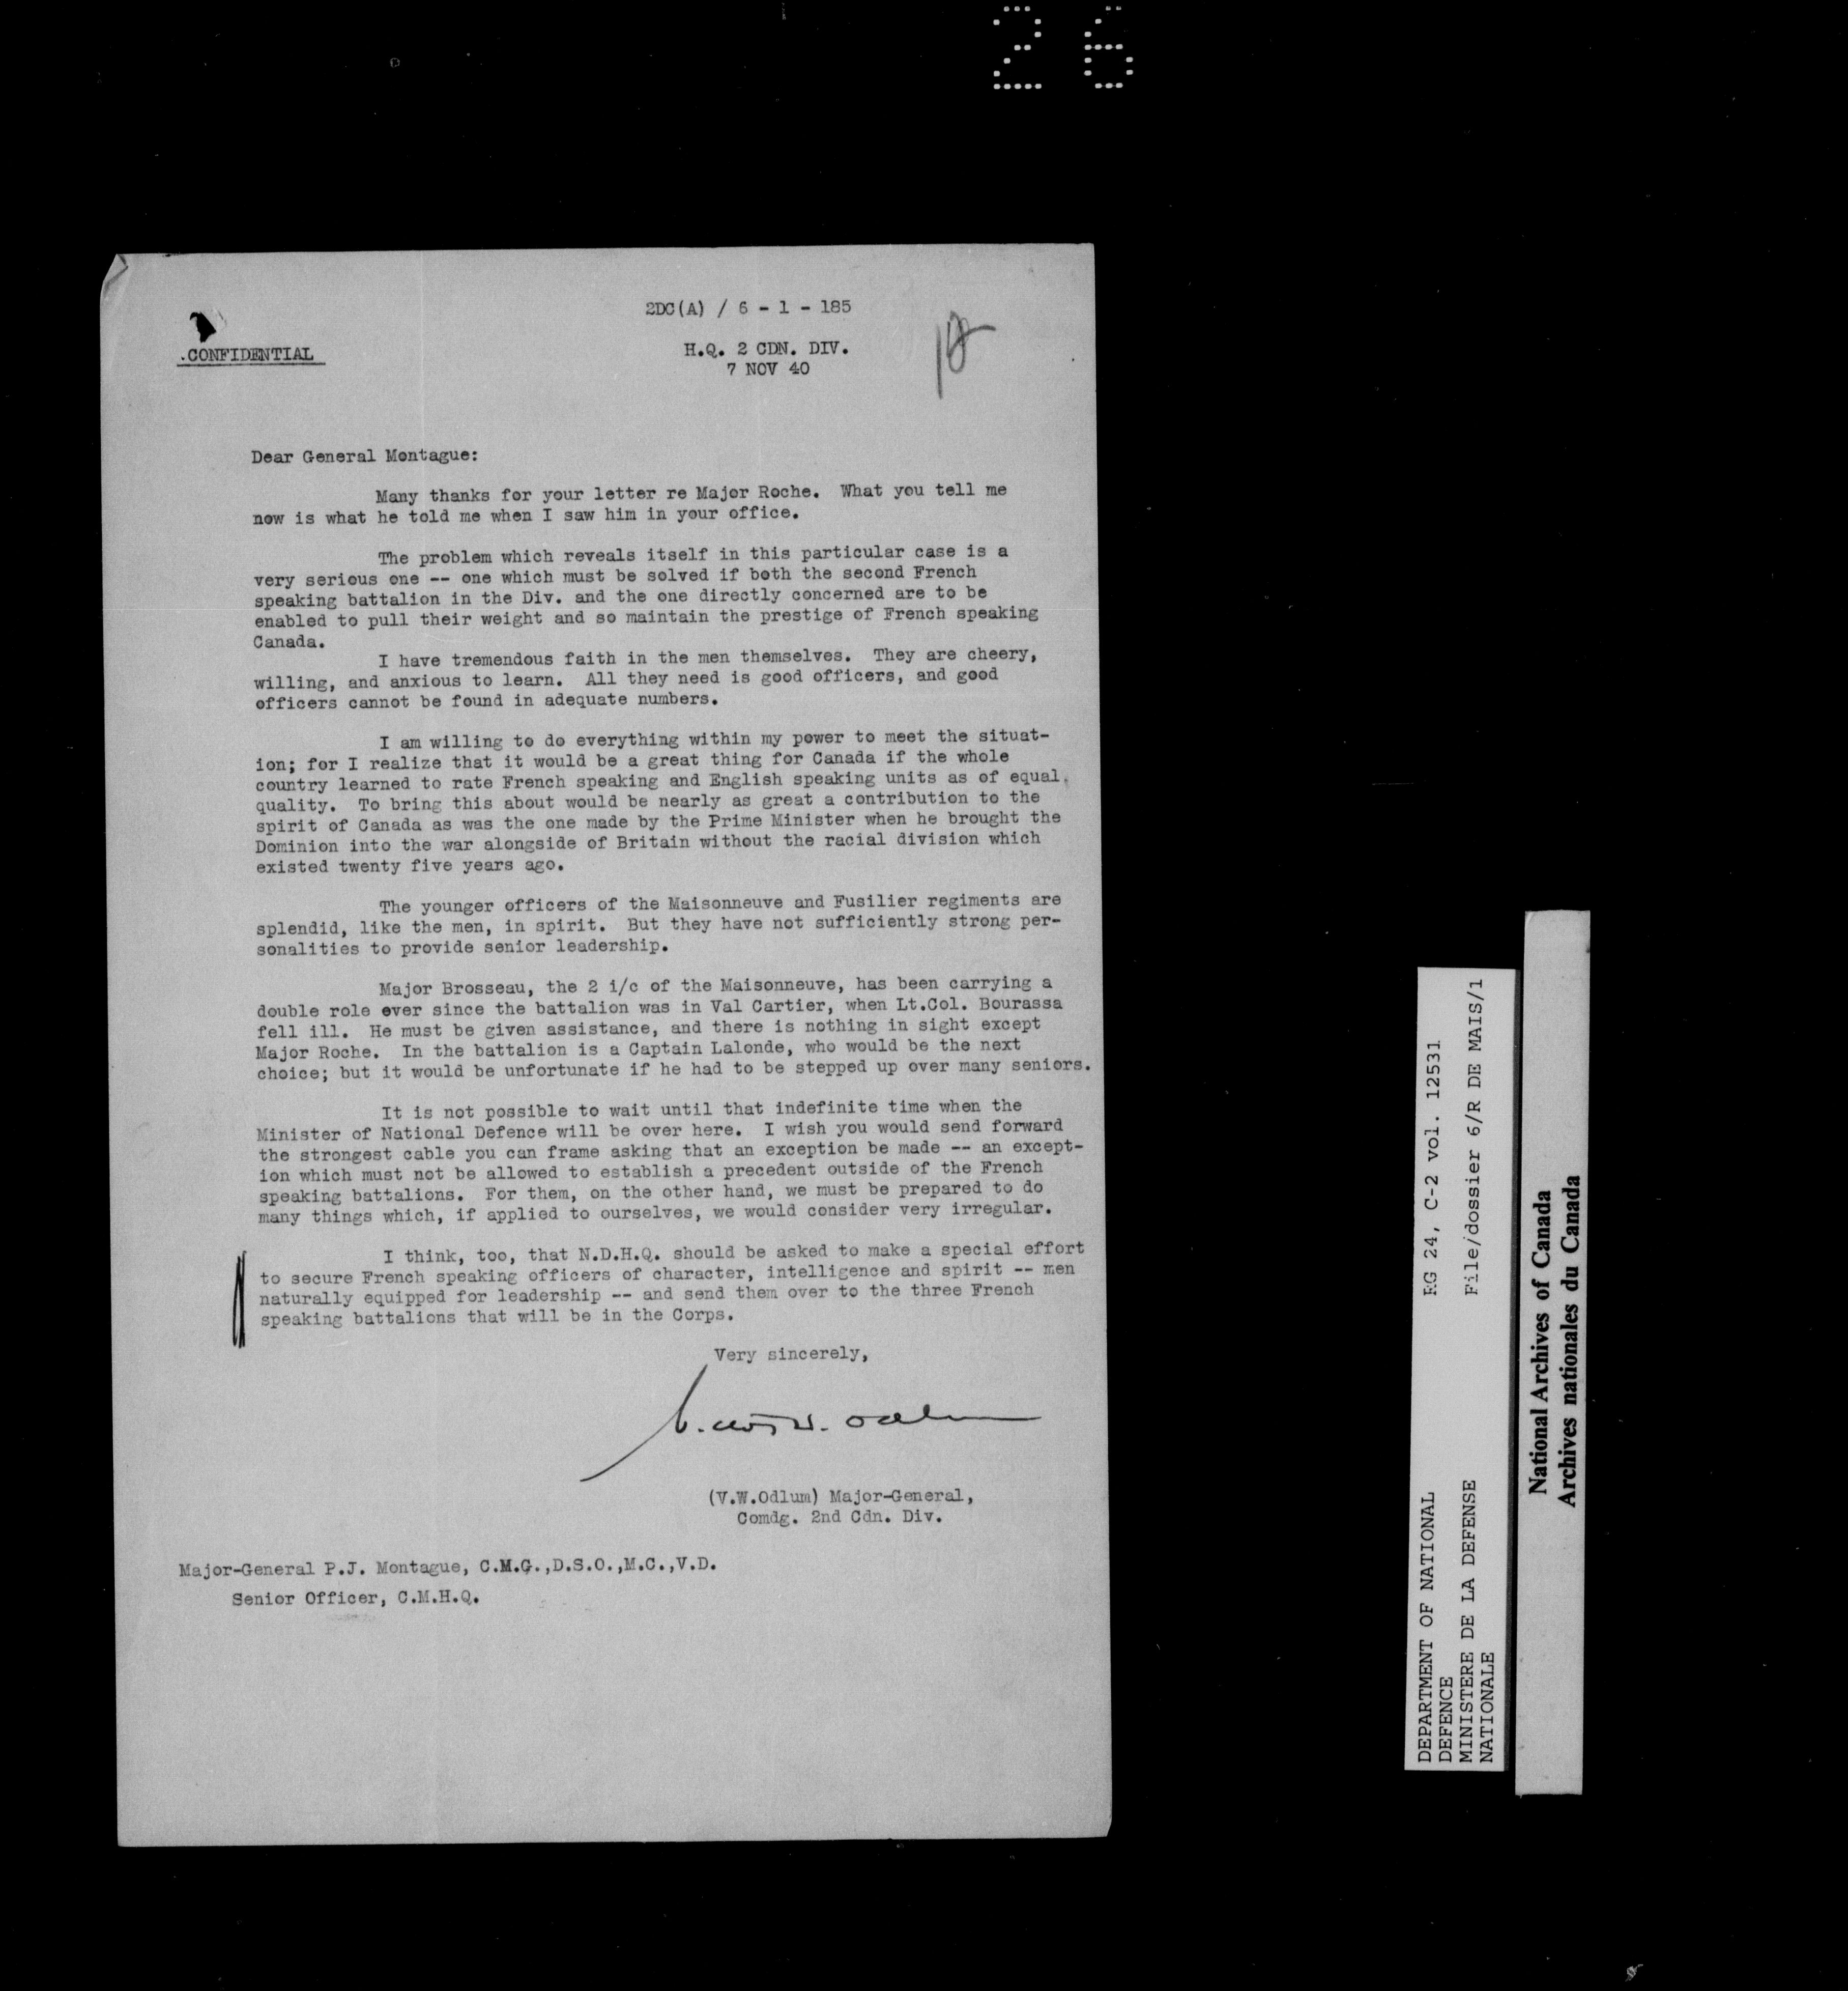 26
2DC(A) / 6 - 1 - 185
.CONFIDENTIAL
H.Q. 2 CDN. DIV.
7 NOV 40
Dear General Montague:
Many thanks for your letter re Major Roche. What you tell me
now is what he told me when I saw him in your office.
The problem which reveals itself in this particular case is a
very serious one -- one which must be solved if both the second French
speaking battalion in the Div. and the one directly concerned are to be
enabled to pull their weight and so maintain the prestige of French speaking
Canada.
I have tremendous faith in the men themselves. They are cheery,
willing, and anxious to learn. All they need is good officers, and good
officers cannot be found in adequate numbers.
I am willing to do everything within my power to meet the situat-
ion; for I realize that it would be a great thing for Canada if the whole
country learned to rate French speaking and English speaking units as of equal
quality. To bring this about would be nearly as great a contribution to the
spirit of Canada as was the one made by the Prime Minister when he brought the
Dominion into the war alongside of Britain without the racial division which
existed twenty five years ago.
The younger officers of the Maisonneuve and Fusilier regiments are
splendid, like the men, in spirit. But they have not sufficiently strong per-
sonalities to provide senior leadership.
Major Brosseau, the 2 i/c of the Maisonneuve, has been carrying a
double role ever since the battalion was in Val Cartier, when Lt.Col. Bourassa
fell ill. He must be given assistance, and there is nothing in sight except
Major Roche. In the battalion is a Captain Lalonde, who would be the next
choice; but it would be unfortunate if he had to be stepped up over many seniors.
It is not possible to wait until that indefinite time when the
Minister of National Defence will be over here. I wish you would send forward
the strongest cable you can frame asking that an exception be made -- an except-
ion which must not be allowed to establish a precedent outside of the French
speaking battalions. For them, on the other hand, we must be prepared to do
many things which, if applied to ourselves, we would consider very irregular.
I think, too, that N.D.H.Q. should be asked to make a special effort
to secure French speaking officers of character, intelligence and spirit -- men
naturally equipped for leadership -- and send them over to the three French
speaking battalions that will be in the Corps.
Very sincerely,
(V.W.Odlum) Major-General,
Comdg. 2nd Cdn. Div.
Major-General P.J. Montague, C.M.G.,D.S.O.,M.C.,V.D.
Senior Officer, C.M.H.Q.
DEPARTMENT OF NATIONAL RG 24, C-2 vol. 12531
DEFENCE
MINISTERE DE LA DEFENSE File/dossier 6/R DE MAIS/1
NATIONALE
National Archives of Canada
Archives nationales du Canada